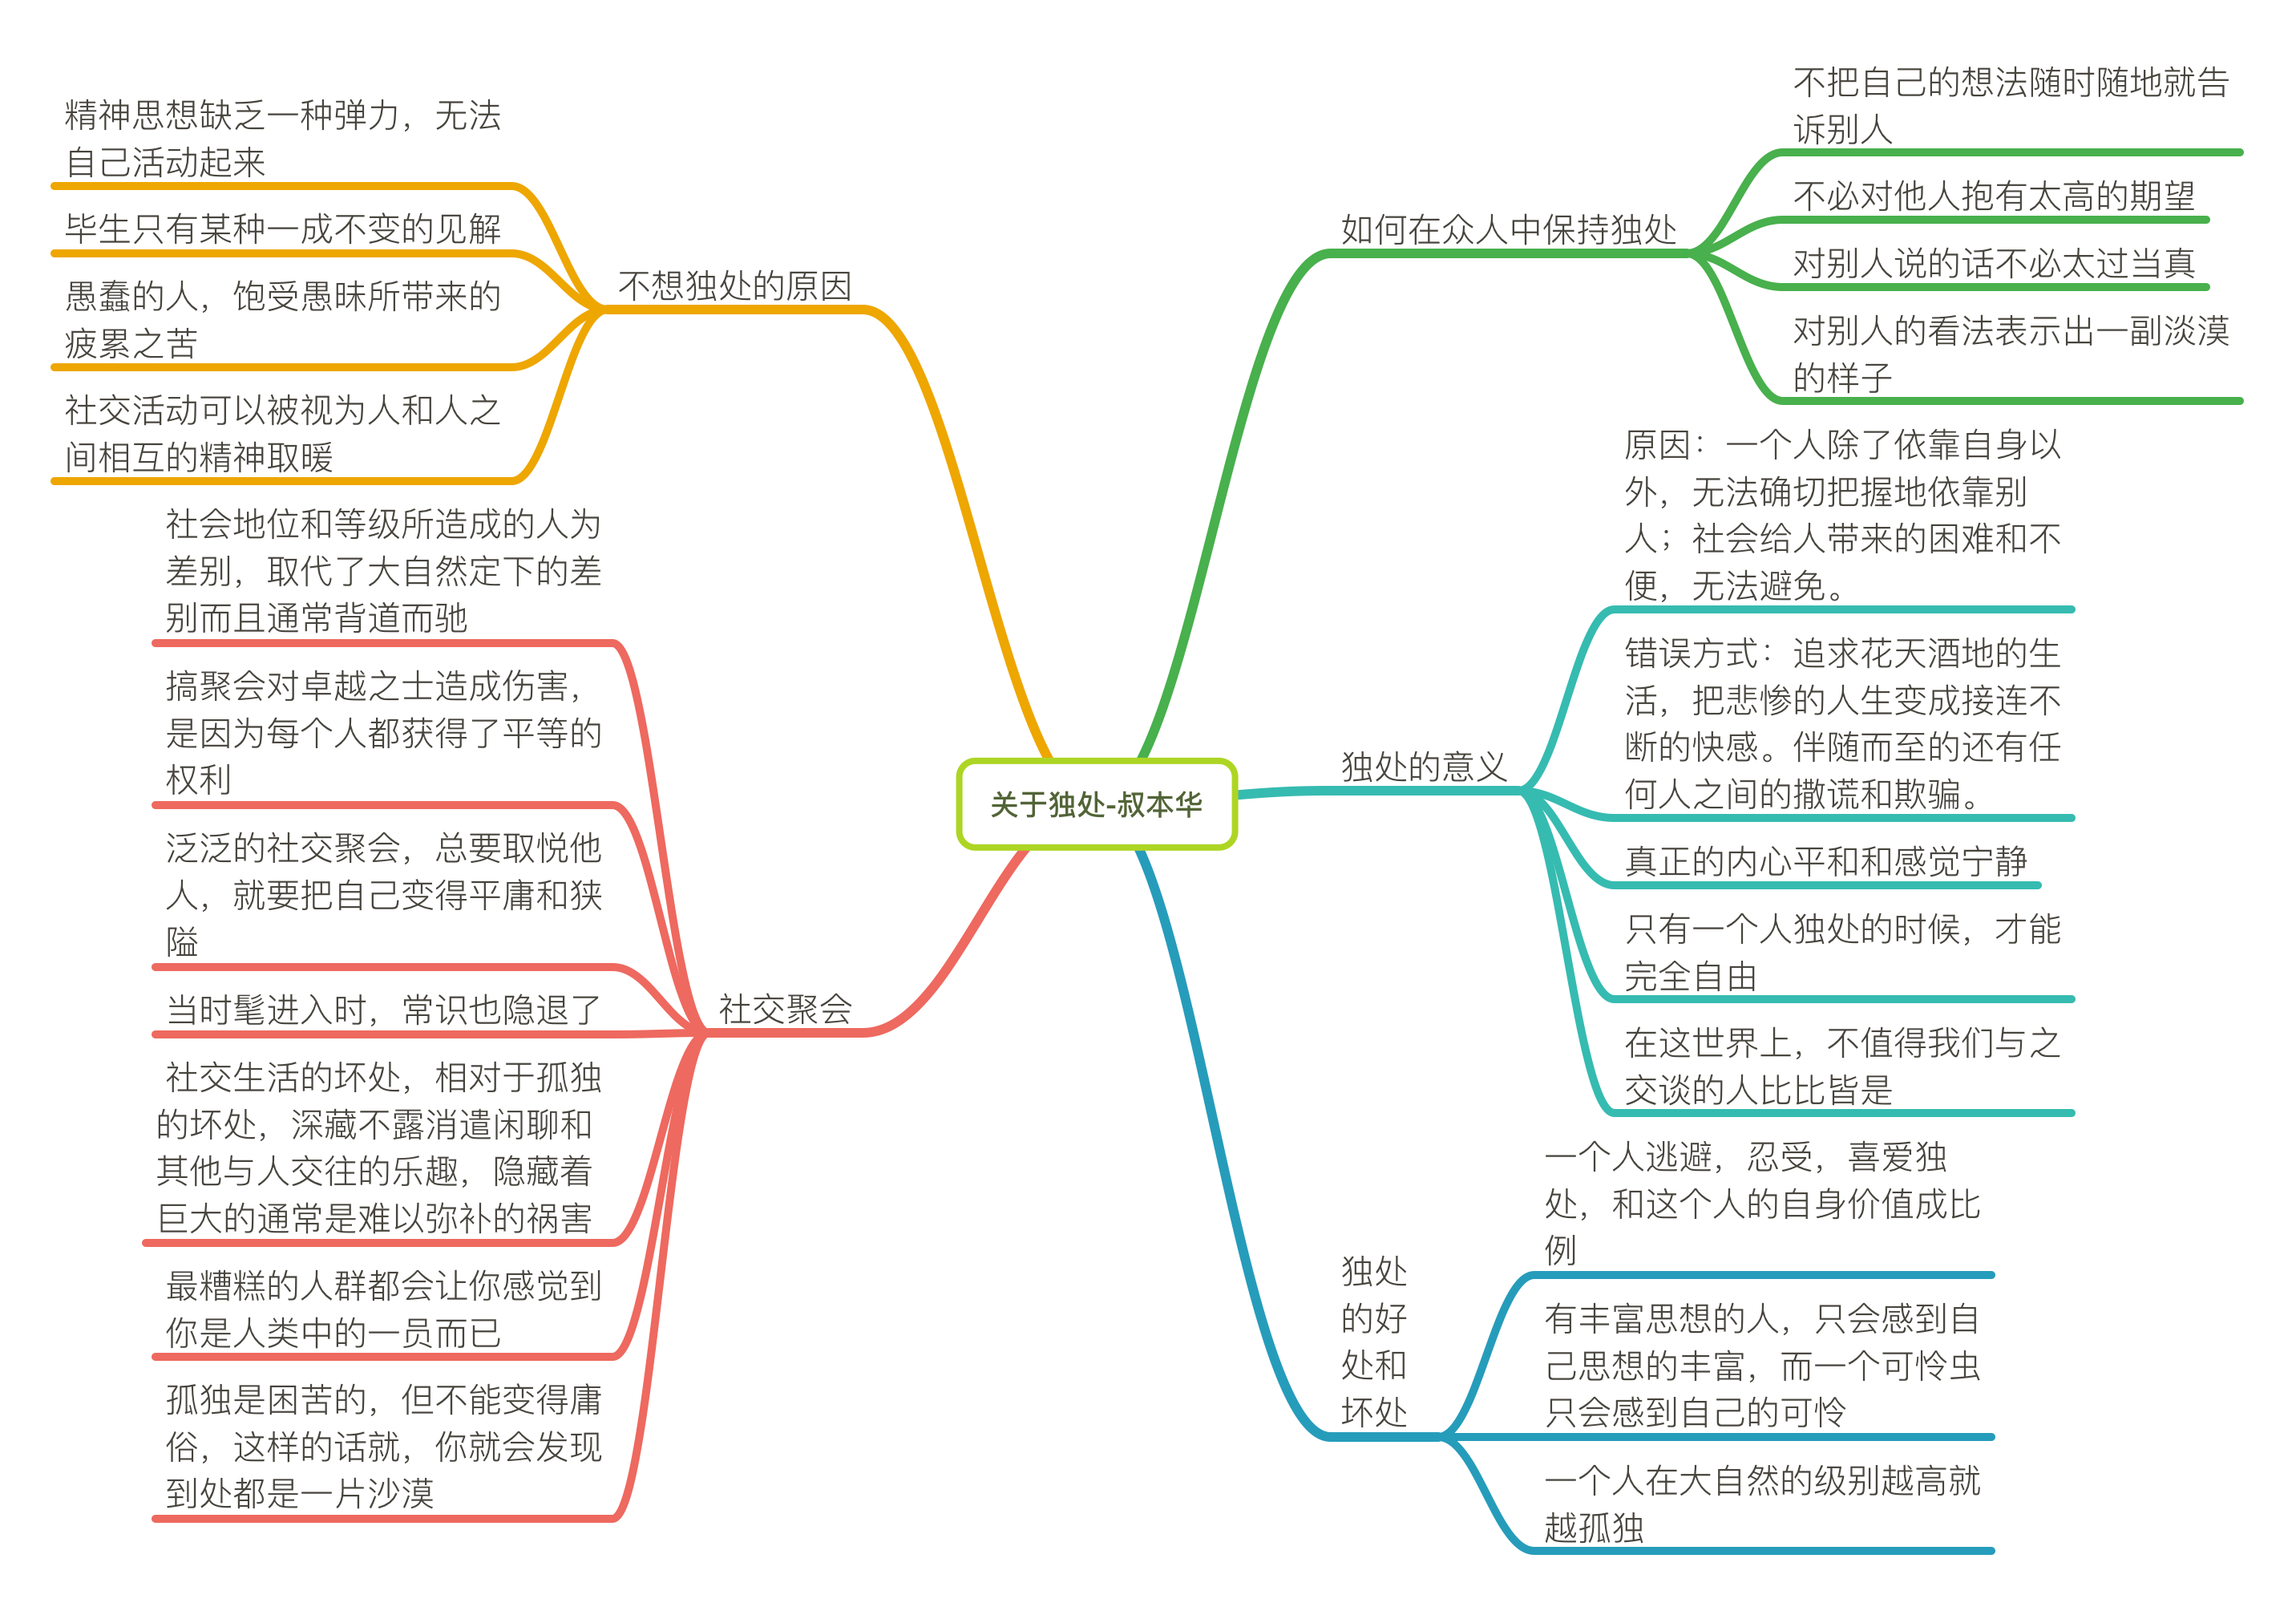 关于独处-叔本华
如何在众人中保持独处
不把自己的想法随时随地就告
诉别人
不必对他人抱有太高的期望
对别人说的话不必太过当真
对别人的看法表示出一副淡漠
的样子
独处的意义
原因：一个人除了依靠自身以
外，无法确切把握地依靠别
人；社会给人带来的困难和不
便，无法避免。
错误方式：追求花天酒地的生
活，把悲惨的人生变成接连不
断的快感。伴随而至的还有任
何人之间的撒谎和欺骗。
真正的内心平和和感觉宁静
只有一个人独处的时候，才能
完全自由
在这世界上，不值得我们与之
交谈的人比比皆是
独处
的好
处和
坏处
一个人逃避，忍受，喜爱独
处，和这个人的自身价值成比
例
有丰富思想的人，只会感到自
己思想的丰富，而一个可怜虫
只会感到自己的可怜
一个人在大自然的级别越高就
越孤独
不想独处的原因
精神思想缺乏一种弹力，无法
自己活动起来
毕生只有某种一成不变的见解
愚蠢的人，饱受愚昧所带来的
疲累之苦
社交活动可以被视为人和人之
间相互的精神取暖
社交聚会
社会地位和等级所造成的人为
差别，取代了大自然定下的差
别而且通常背道而驰
搞聚会对卓越之士造成伤害，
是因为每个人都获得了平等的
权利
泛泛的社交聚会，总要取悦他
人，就要把自己变得平庸和狭
隘
当时髦进入时，常识也隐退了
社交生活的坏处，相对于孤独
的坏处，深藏不露消遣闲聊和
其他与人交往的乐趣，隐藏着
巨大的通常是难以弥补的祸害
最糟糕的人群都会让你感觉到
你是人类中的一员而已
孤独是困苦的，但不能变得庸
俗，这样的话就，你就会发现
到处都是一片沙漠